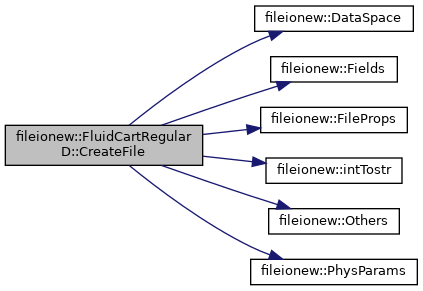 fileionew::FluidCartRegular
D::CreateFile
fileionew::DataSpace
fileionew::Fields
fileionew::FileProps
fileionew::intTostr
fileionew::Others
fileionew::PhysParams